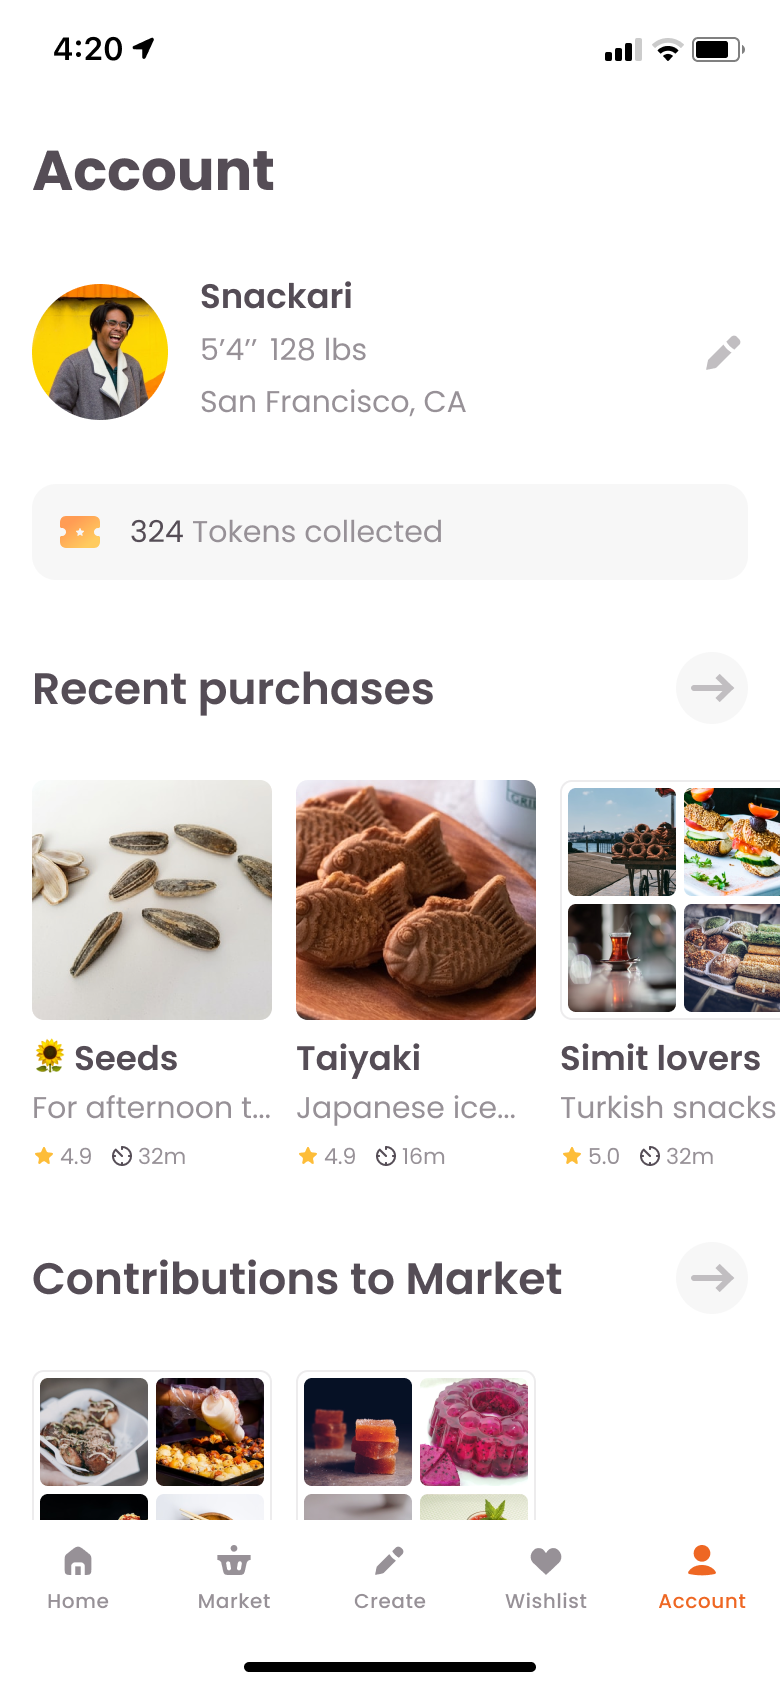 4:20
Account
Snackari
5’4’’ 128 lbs
San Francisco, CA
324 Tokens collected
Recent purchases
🌻 Seeds
For afternoon t...
4.9 32m
Taiyaki
Japanese ice...
4.9 16m
Simit lovers
Turkish snacks
5.0 32m
Contributions to Market
Home
Market
Create
Wishlist
Account